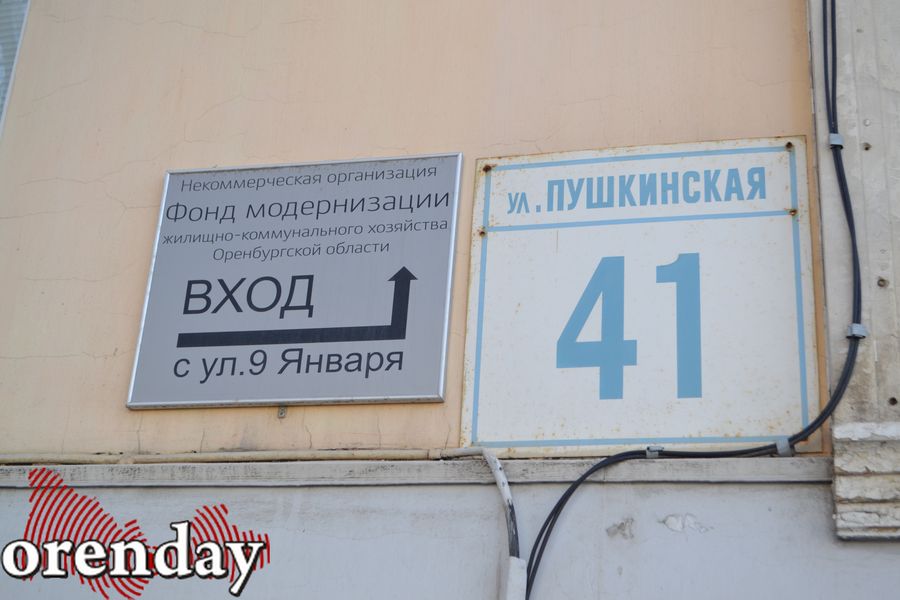 Некоммерческая организация
Фонд модернизации
жилищно-коммунального хозяйства
Оренбургской области
ВХОД
с ул.9 Января
ул. ПУШКИНСКАЯ
41
orenday